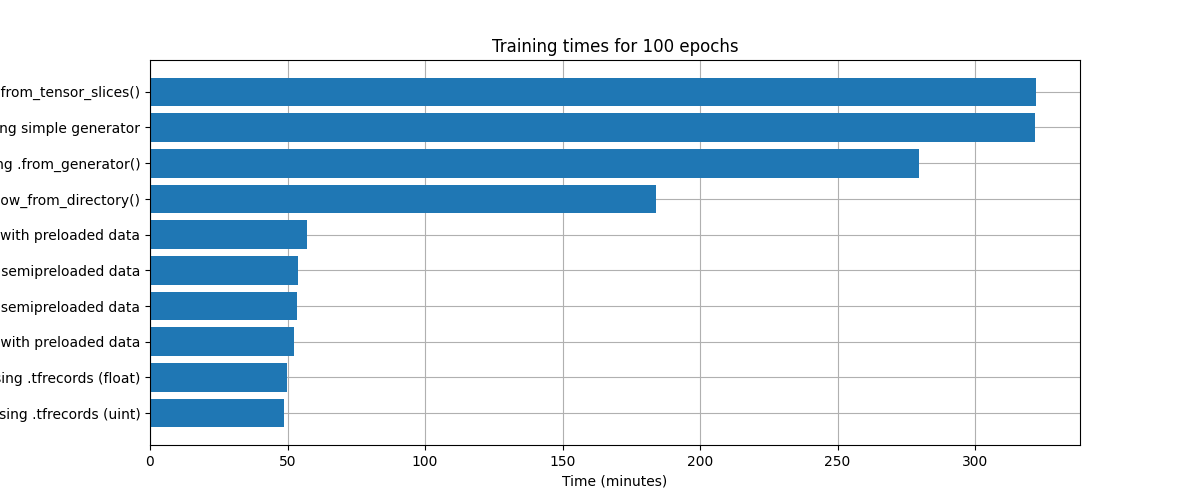 Training times for 100 epochs
from_tensor_slices()
ng simple generator
ng .from_generator()
ow_from_directory()
with preloaded data
semipreloaded data
semipreloaded data
with preloaded data
sing .tfrecords (float)
sing .tfrecords (uint)
0 50 100 150 200 250 300
Time (minutes)